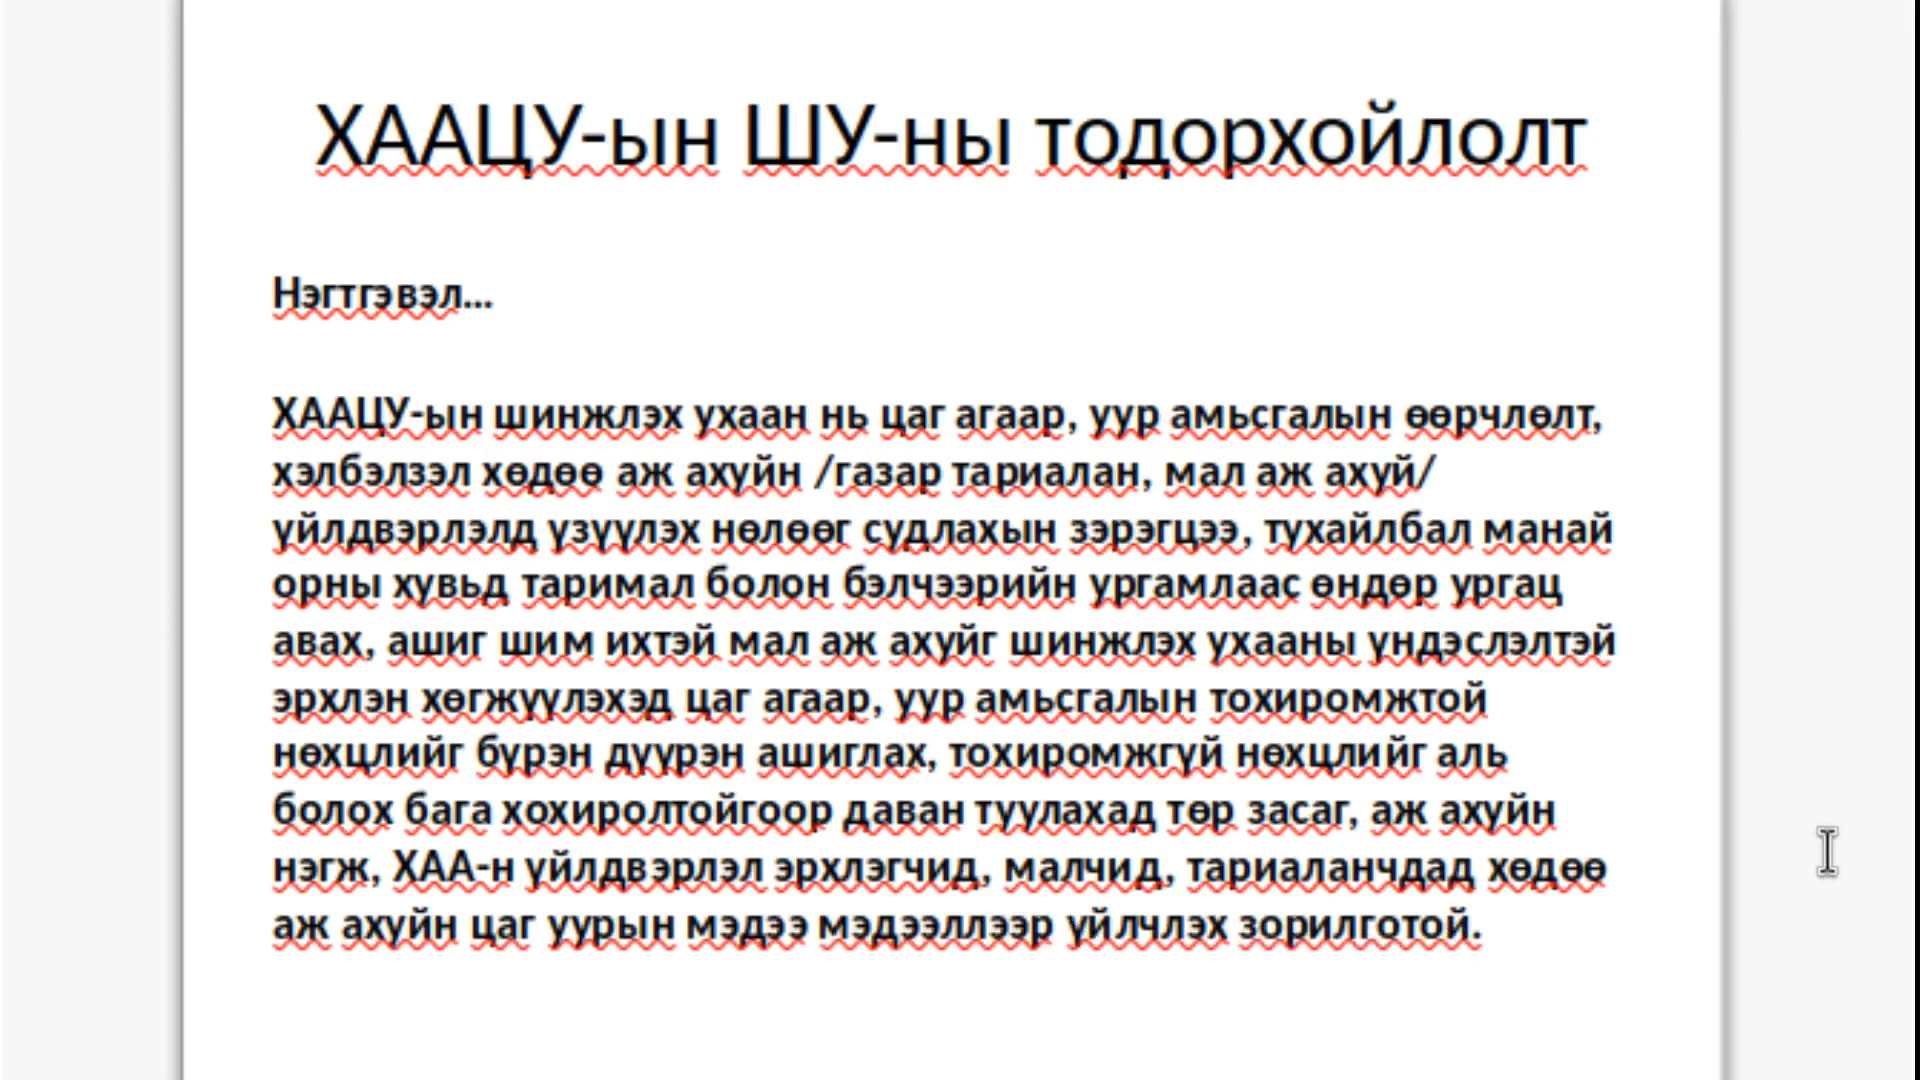 ХААЦУ-ын ШУ-ны тодорхойлолт
Нэгтгэвэл...
ХААЦУ-ын шинжлэх ухаан нь цаг агаар, уур амьсгалын өөрчлөлт,
хэлбэлзэл хөдөө аж ахуйн /газар тариалан, мал аж ахуй/
үйлдвэрлэлд үзүүлэх нөлөөг судлахын зэрэгцээ, тухайлбал манай
орны хувьд таримал болон бэлчээрийн ургамлаас өндөр ургац
авах, ашиг шим ихтэй мал аж ахуйг шинжлэх ухааны үндэслэлтэй
эрхлэн хөгжүүлэхэд цаг агаар, уур амьсгалын тохиромжтой
нөхцлийг бүрэн дүүрэн ашиглах, тохиромжгүй нөхцлийг аль
болох бага хохиролтойгоор даван туулахад төр засаг, аж ахуйн
нэгж, ХАА-н үйлдвэрлэл эрхлэгчид, малчид, тариаланчдад хөдөө
аж ахуйн цаг уурын мэдээ мэдээллээр үйлчлэх зорилготой.